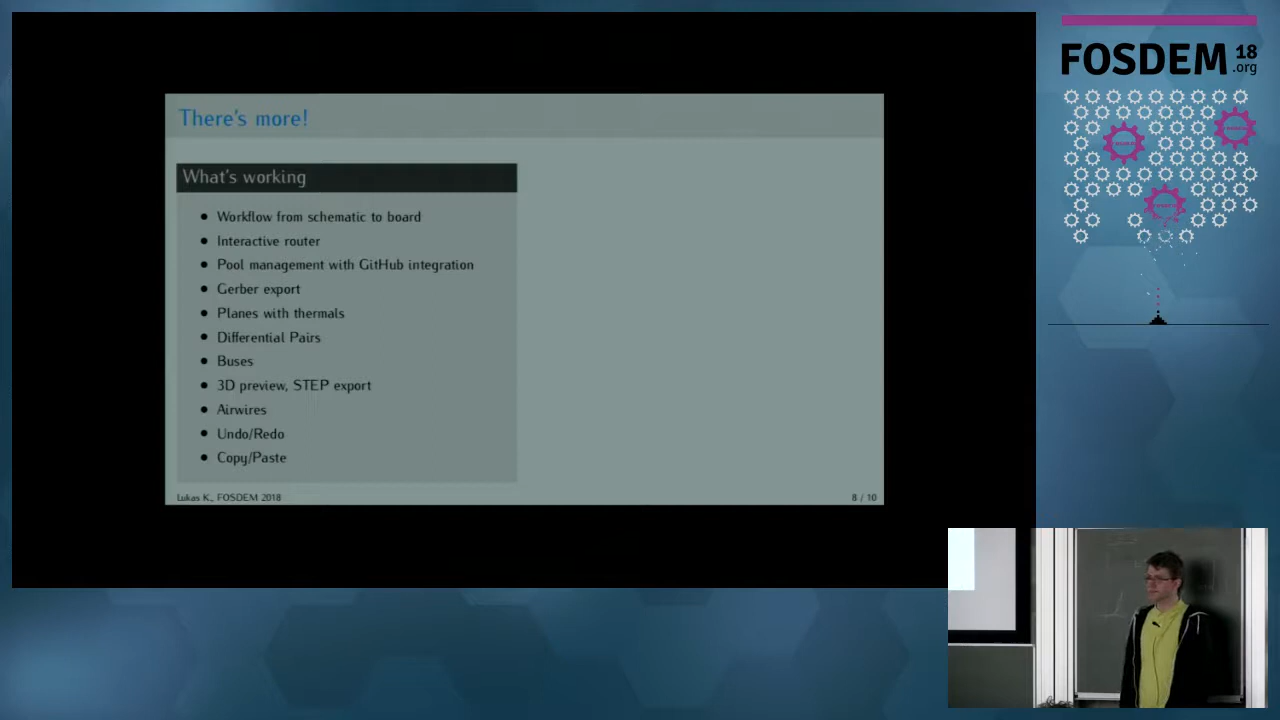 There's more!
What's working
Workflow from schematic to board
Interactive router
Pool management with GitHub integration
Gerber export
Planes with thermals
Differential Pairs
Buses
3D preview, STEP export
Airwires
Undo/Redo
Copy/Paste
Lukas K., FOSDEM 2018
8 / 10
FOSDEM 18
.org